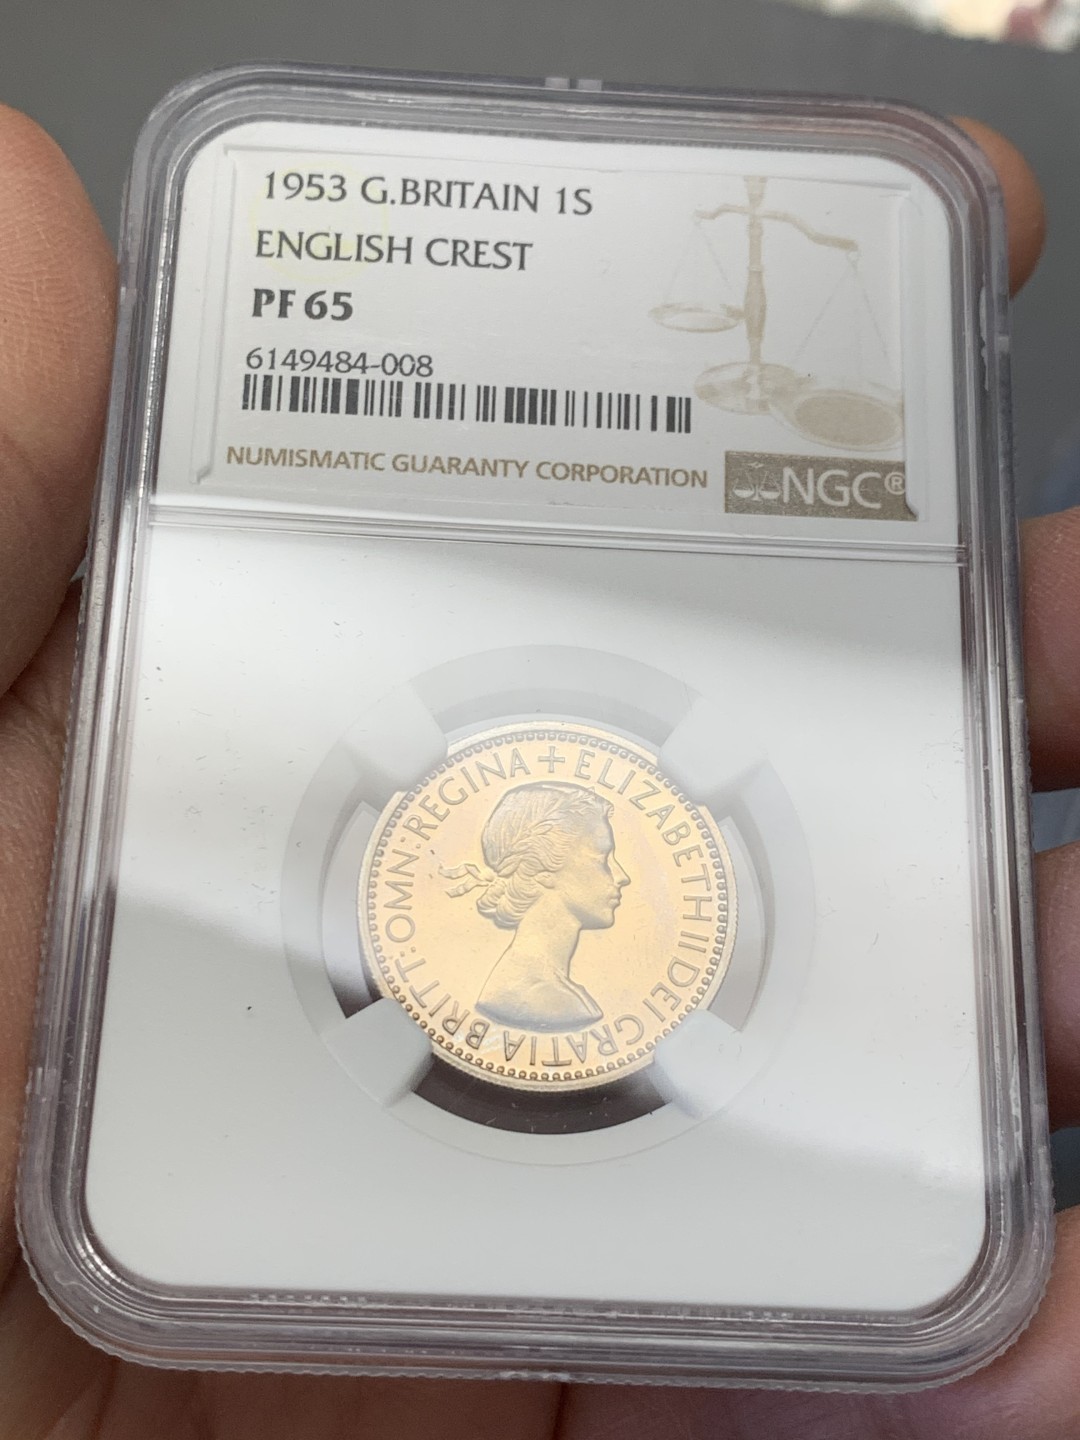 1953 G.BRITAIN 1S
ENGLISH CREST
PF 65
6149484-008
NUMISMATIC GUARANTY CORPORATION
NGC®
+ ELIZABETH II DEI GRATIA BRITT:OMN:REGINA